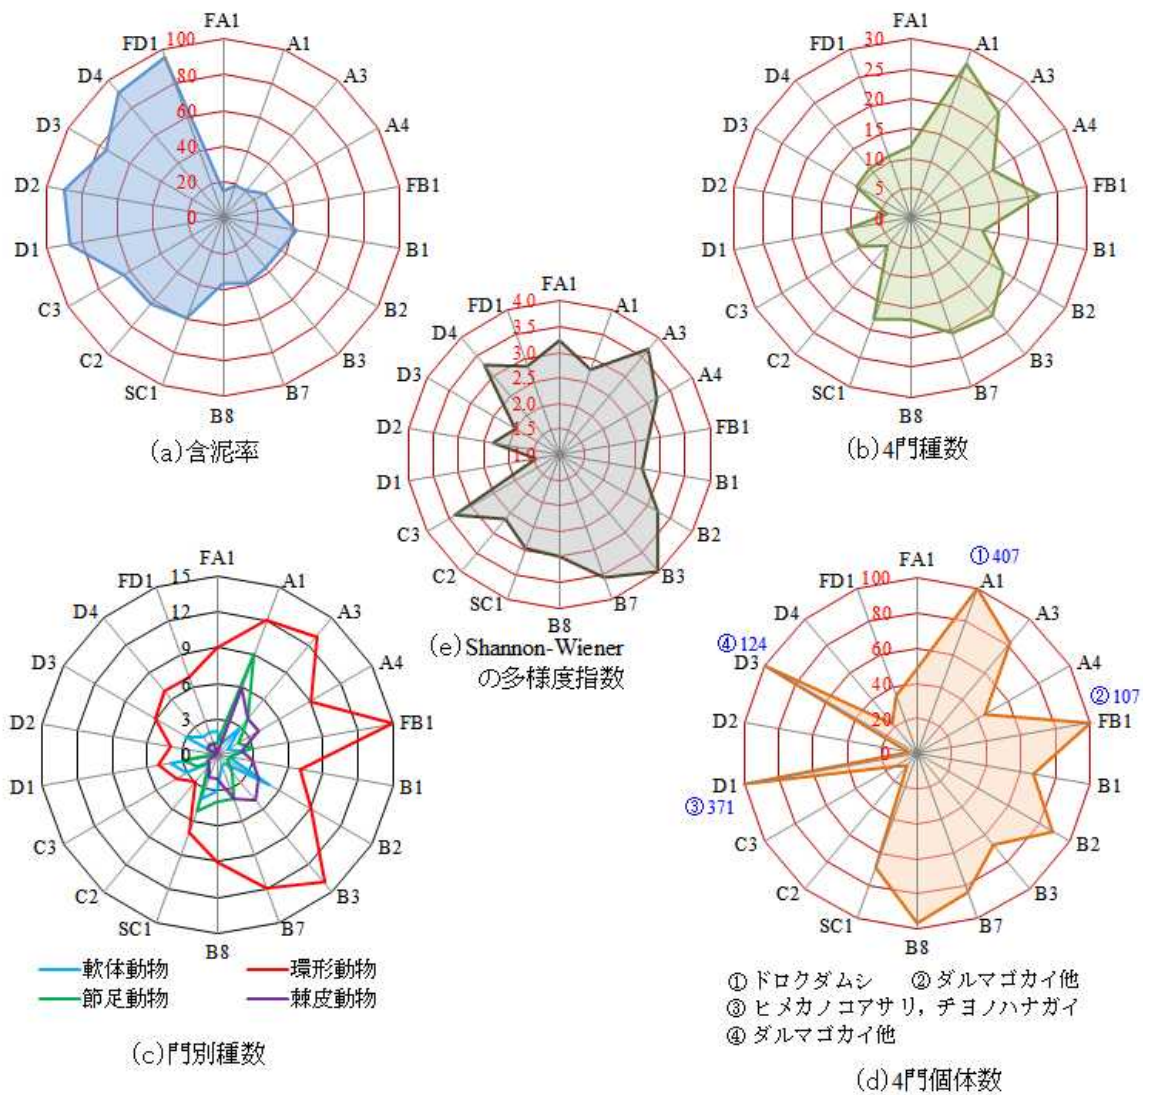 FA1
A1
A3
A4
FB1
B1
B2
B3
B7
B8
SC1
C2
C3
D1
D2
D3
D4
FD1
100
80
60
40
20
0
(a)含泥率
FA1
A1
A3
A4
FB1
B1
B2
B3
B7
B8
SC1
C2
C3
D1
D2
D3
D4
FD1
30
25
20
15
10
5
0
(b)4門種数
FA1
A1
A3
A4
FB1
B1
B2
B3
B7
B8
SC1
C2
C3
D1
D2
D3
D4
FD1
4.0
3.5
3.0
2.5
2.0
1.5
1.0
(e)Shannon-Wiener
の多様度指数
FA1
A1
A3
A4
FB1
B1
B2
B3
B7
B8
SC1
C2
C3
D1
D2
D3
D4
FD1
15
12
9
6
3
0
軟体動物 環形動物
節足動物 棘皮動物
(c)門別種数
FA1
①407
A1
A3
A4
②107
FB1
B1
B2
B3
B7
B8
SC1
C2
C3
③371
D1
D2
④124
D3
D4
FD1
100
80
60
40
20
0
①ドロクダムシ ②ダルマゴカイ他
③ヒメカノコアサリ，チヨノハナガイ
④ダルマゴカイ他
(d)4門個体数